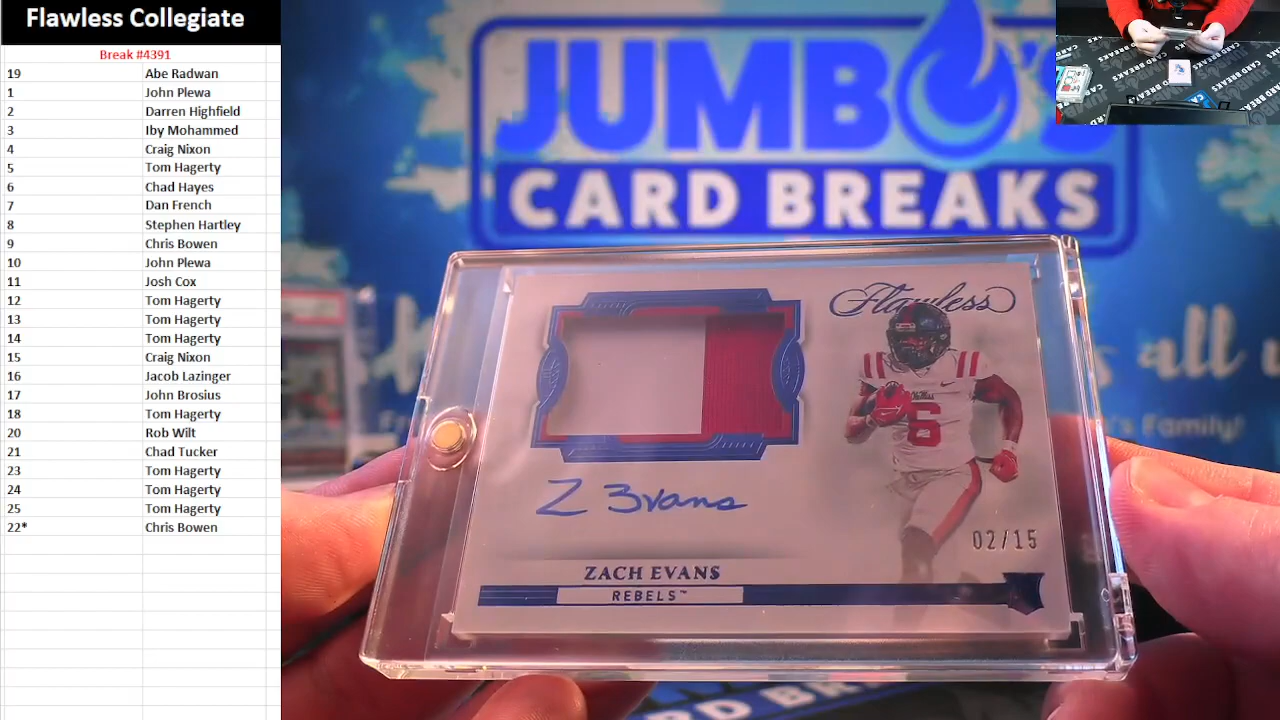 Flawless Collegiate
Break #4391
19 Abe Radwan
1 John Plewa
2 Darren Highfield
3 Iby Mohammed
4 Craig Nixon
5 Tom Hagerty
6 Chad Hayes
7 Dan French
8 Stephen Hartley
9 Chris Bowen
10 John Plewa
11 Josh Cox
12 Tom Hagerty
13 Tom Hagerty
14 Tom Hagerty
15 Craig Nixon
16 Jacob Lazinger
17 John Brosius
18 Tom Hagerty
20 Rob Wilt
21 Chad Tucker
23 Tom Hagerty
24 Tom Hagerty
25 Tom Hagerty
22* Chris Bowen
JUMBO'S
CARD BREAKS
all
Family!
Flawless
6
Z Evans
02/15
ZACH EVANS
REBELS™
CARD BREAKS